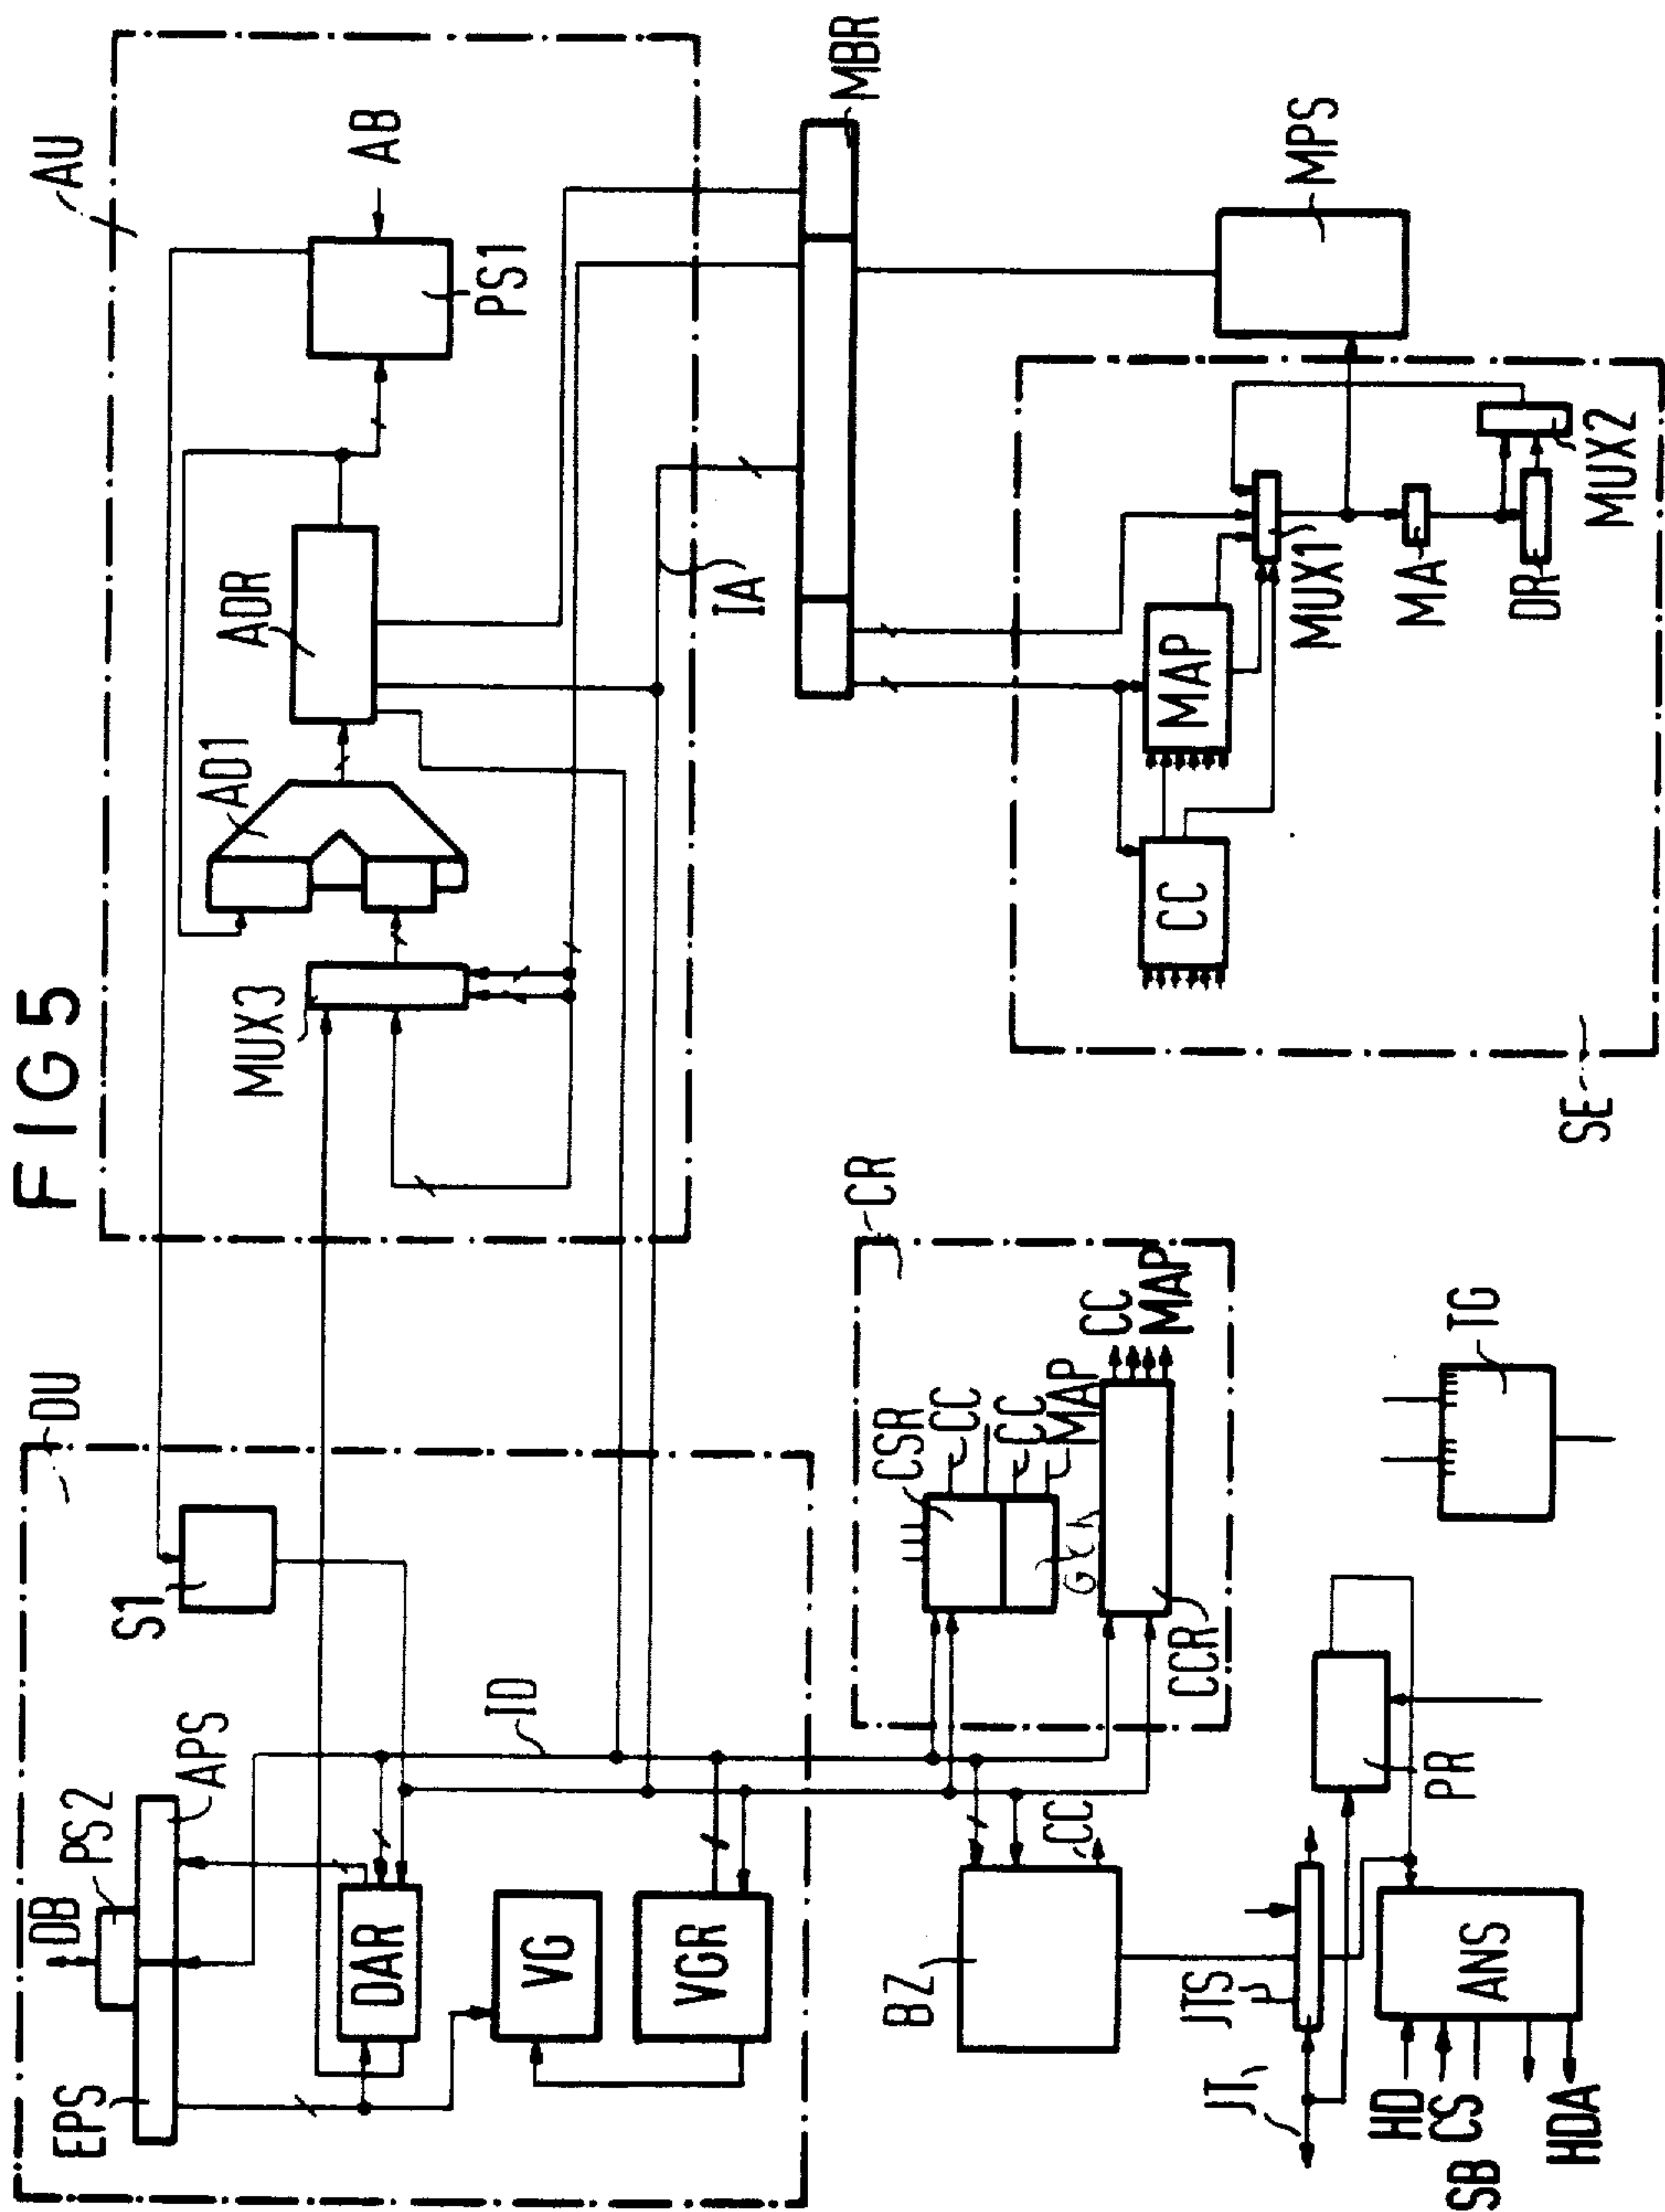 FIG 5
AU
AB
PS1
ADR
AD1
MUX3
IA
MBR
MPS
MAP
MUX1
MA
MUX2
DR
CC
SE
DU
S1
DB
PS2
APS
EPS
DAR
VG
VGR
ID
CR
CSR
CC
CC
MAP
CC
MAP
CCR
BZ
CC
TG
PR
JTS
JT
ANS
HD
CS
SB
HDA